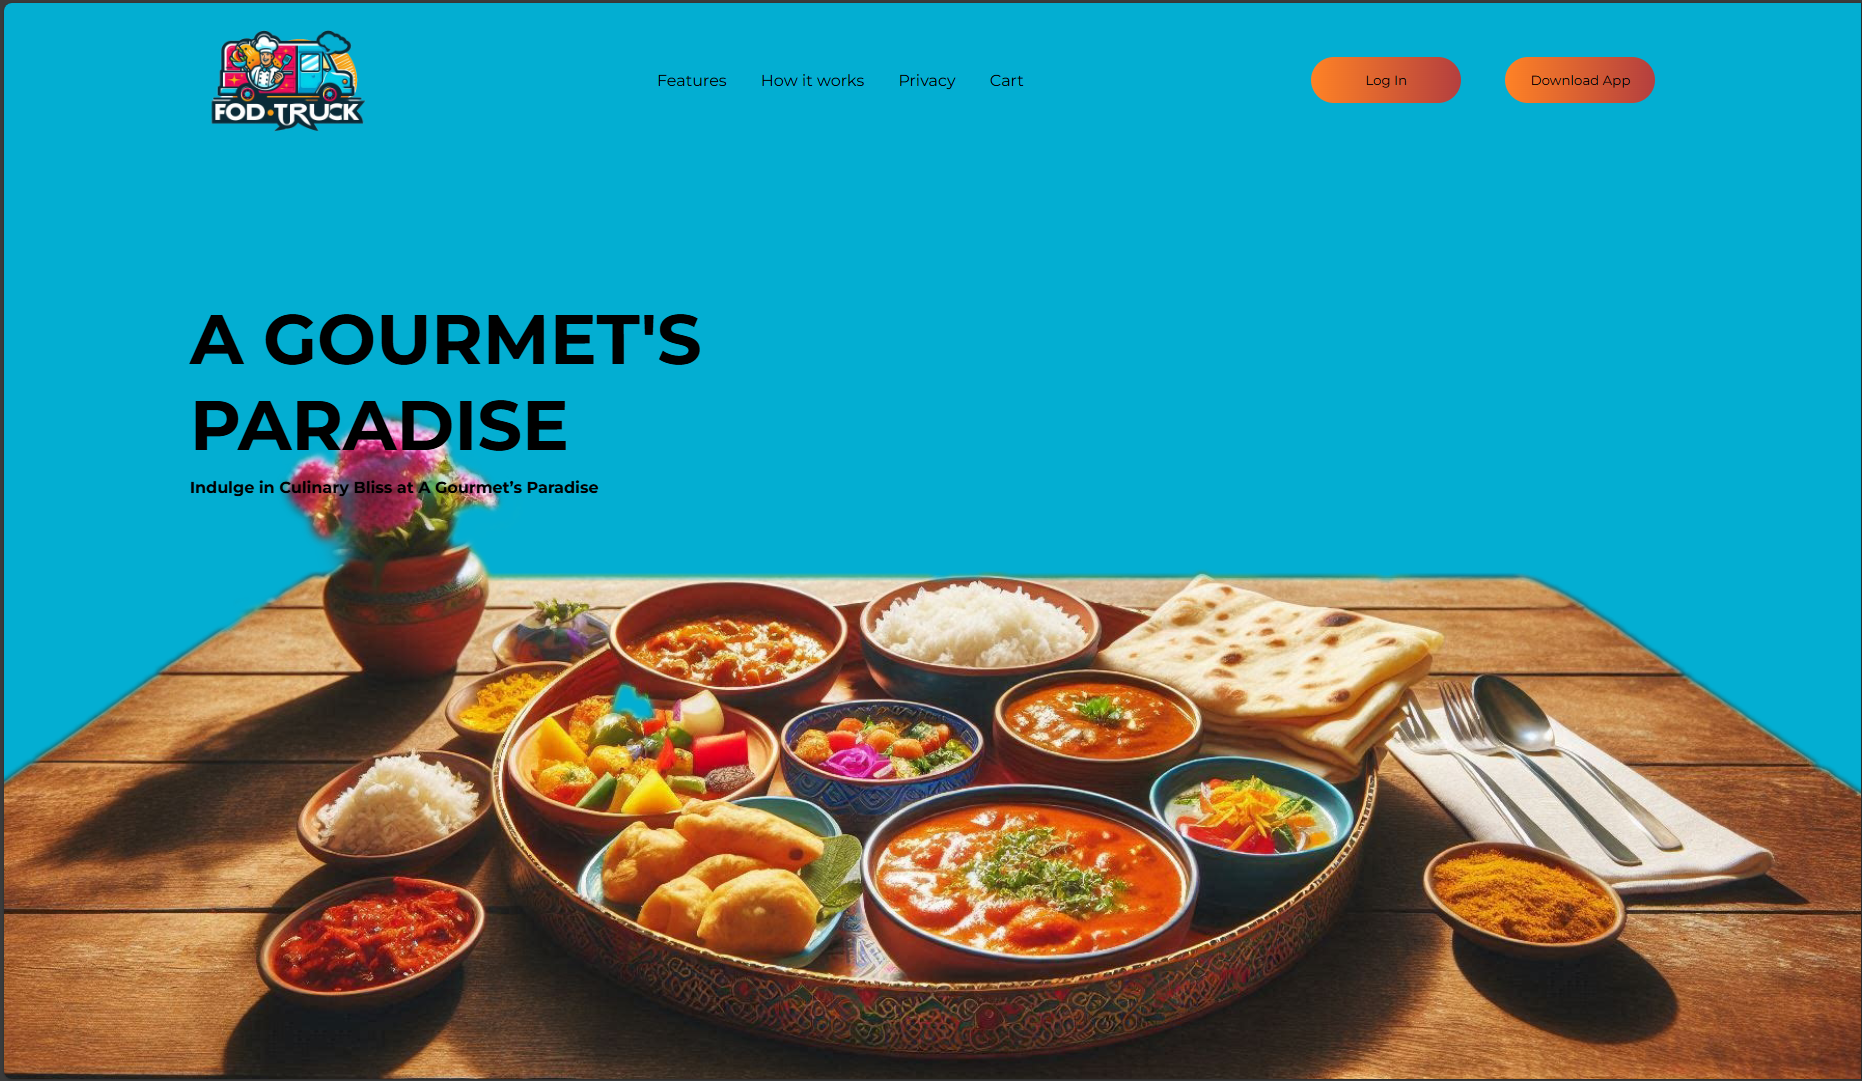 FOD•TRUCK
Features How it works Privacy Cart
Log In Download App
A GOURMET'S
PARADISE
Indulge in Culinary Bliss at A Gourmet’s Paradise